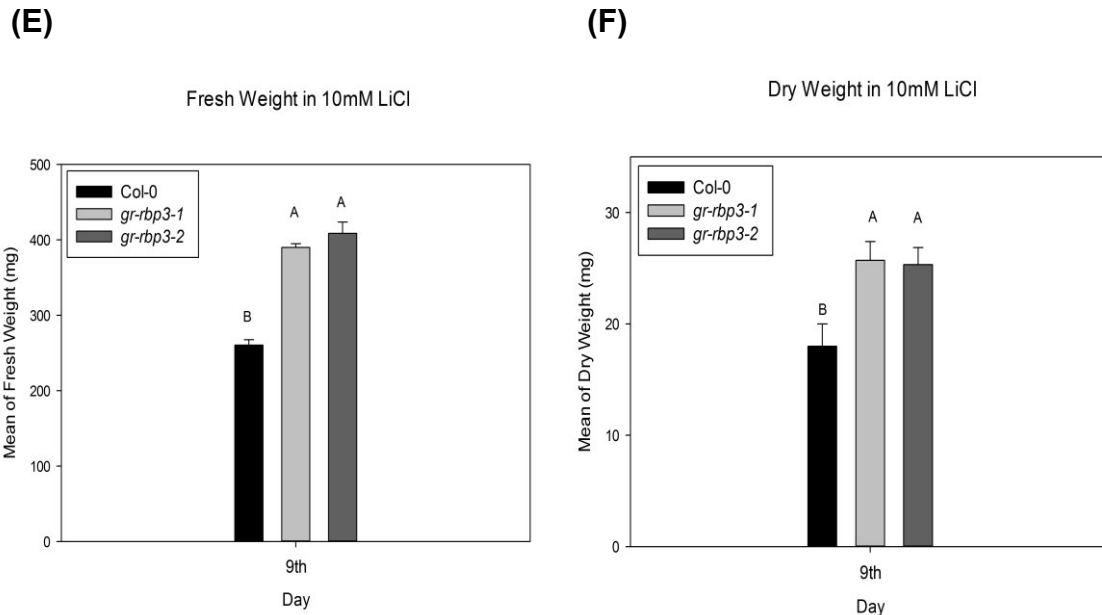 (E)
Fresh Weight in 10mM LiCl
500
400
300
200
100
0
Mean of Fresh Weight (mg)
Col-0
gr-rbp3-1
gr-rbp3-2
B
A
A
9th
Day
(F)
Dry Weight in 10mM LiCl
30
20
10
0
Mean of Dry Weight (mg)
Col-0
gr-rbp3-1
gr-rbp3-2
B
A
A
9th
Day